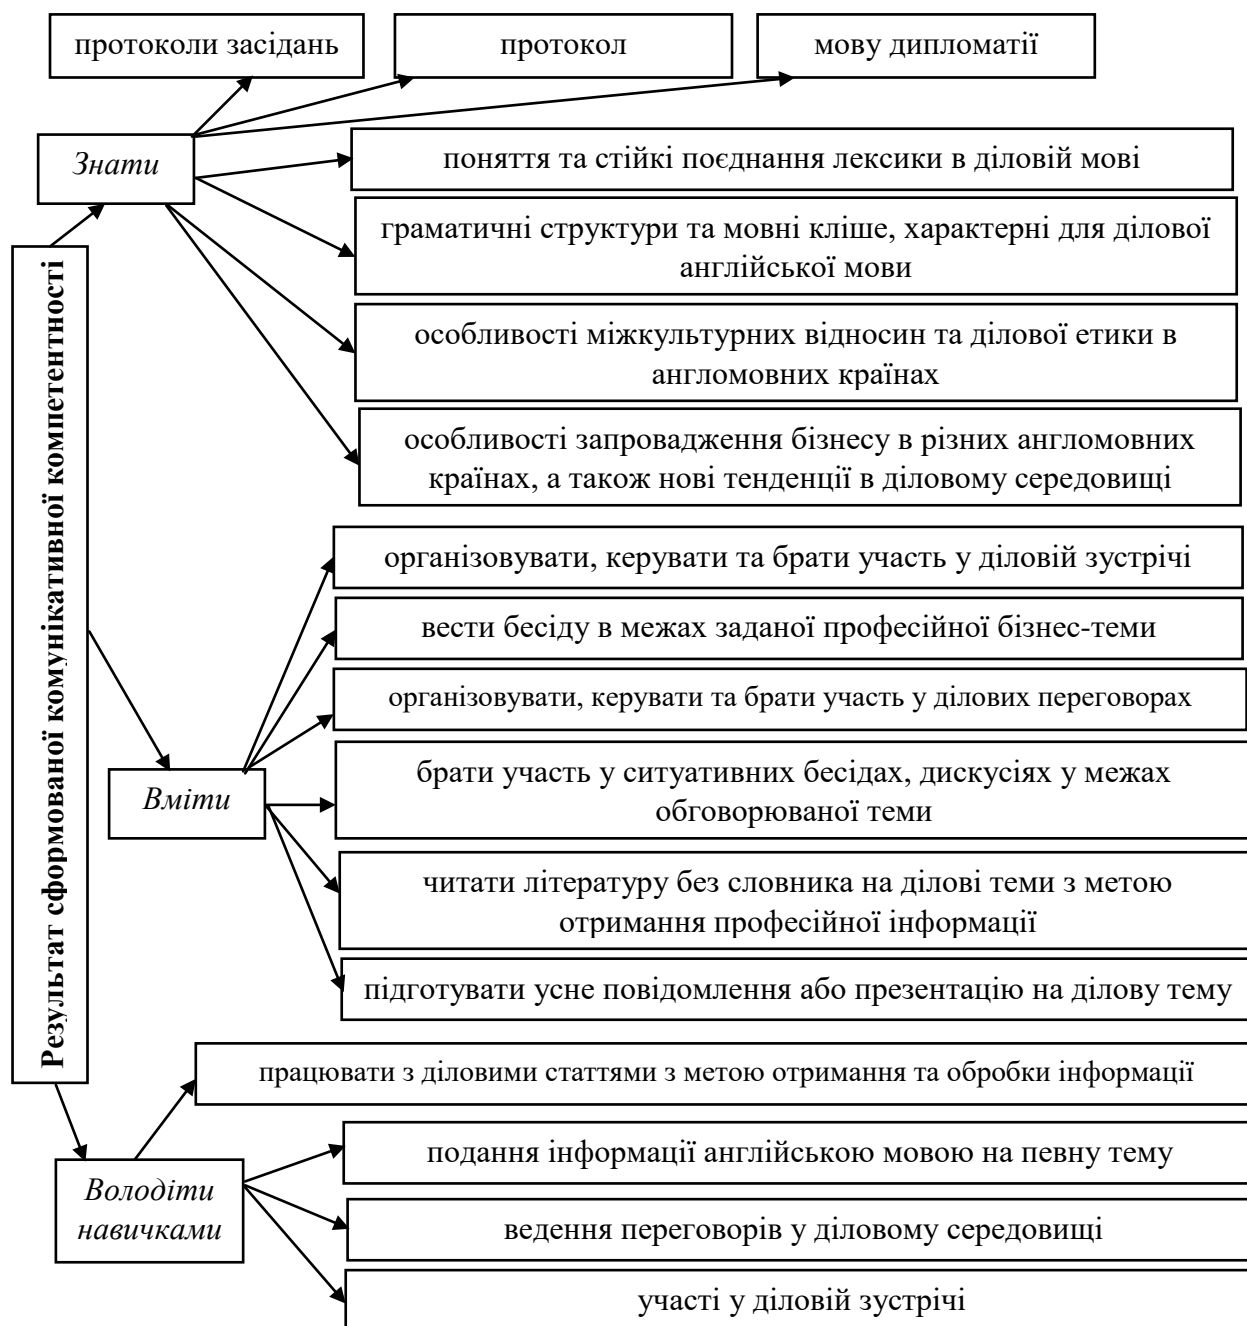 протоколи засідань
протокол
мову дипломатії
Знати
поняття та стійкі поєднання лексики в діловій мові
граматичні структури та мовні кліше, характерні для ділової
англійської мови
особливості міжкультурних відносин та ділової етики в
англомовних країнах
особливості запровадження бізнесу в різних англомовних
країнах, а також нові тенденції в діловому середовищі
Результат сформованої комунікативної компетентності
організовувати, керувати та брати участь у діловій зустрічі
вести бесіду в межах заданої професійної бізнес-теми
організовувати, керувати та брати участь у ділових переговорах
Вміти
брати участь у ситуативних бесідах, дискусіях у межах
обговорюваної теми
читати літературу без словника на ділові теми з метою
отримання професійної інформації
підготувати усне повідомлення або презентацію на ділову тему
працювати з діловими статтями з метою отримання та обробки інформації
Володіти
навичками
подання інформації англійською мовою на певну тему
ведення переговорів у діловому середовищі
участі у діловій зустрічі